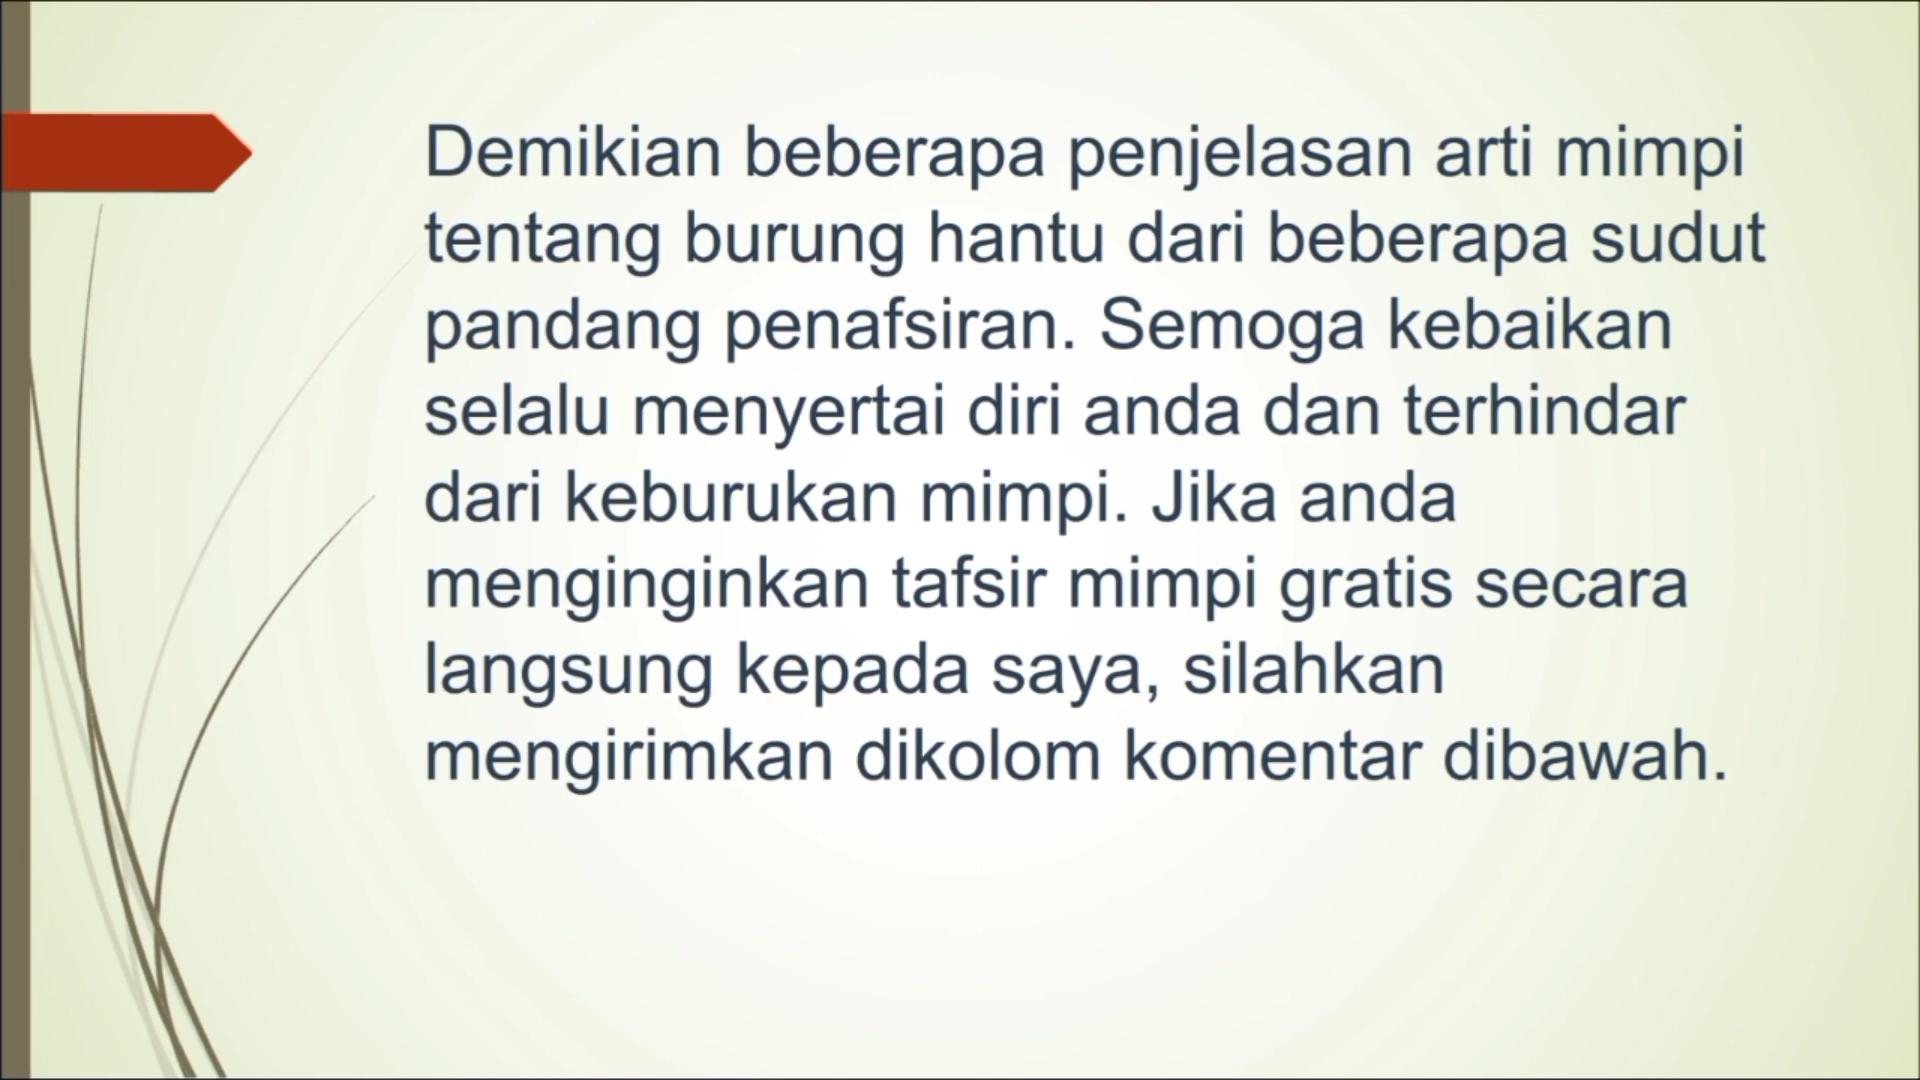 Demikian beberapa penjelasan arti mimpi
tentang burung hantu dari beberapa sudut
pandang penafsiran. Semoga kebaikan
selalu menyertai diri anda dan terhindar
dari keburukan mimpi. Jika anda
menginginkan tafsir mimpi gratis secara
langsung kepada saya, silahkan
mengirimkan dikolom komentar dibawah.